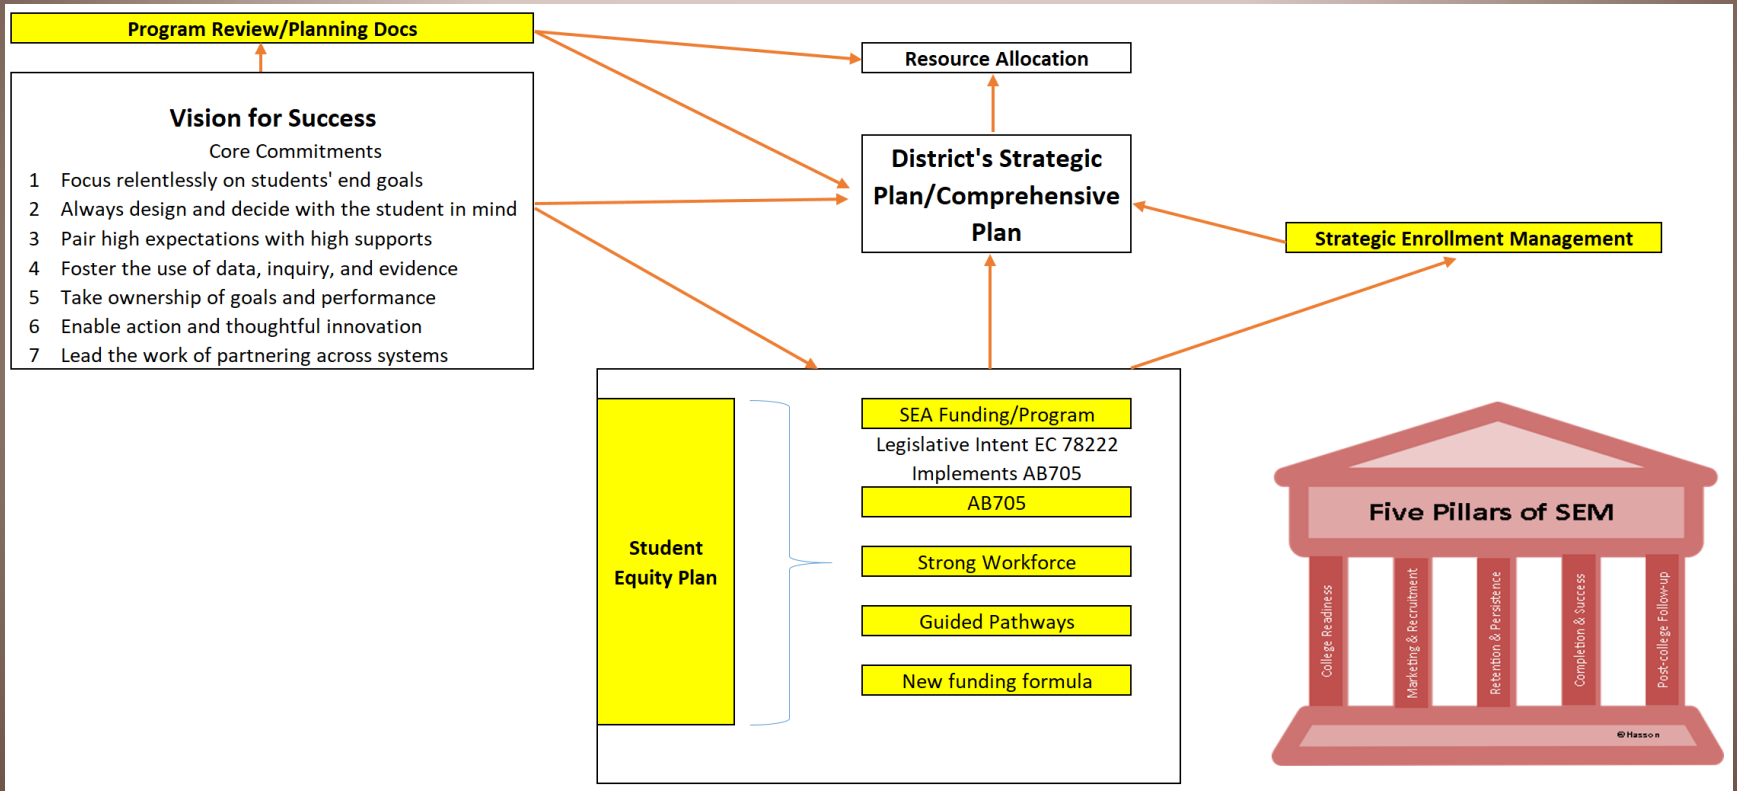 Program Review/Planning Docs
Vision for Success
Core Commitments
1 Focus relentlessly on students' end goals
2 Always design and decide with the student in mind
3 Pair high expectations with high supports
4 Foster the use of data, inquiry, and evidence
5 Take ownership of goals and performance
6 Enable action and thoughtful innovation
7 Lead the work of partnering across systems
Resource Allocation
District's Strategic
Plan/Comprehensive
Plan
Strategic Enrollment Management
Student
Equity Plan
SEA Funding/Program
Legislative Intent EC 78222
Implements AB705
AB705
Strong Workforce
Guided Pathways
New funding formula
Five Pillars of SEM
College Readiness
Marketing & Recruitment
Retention & Persistence
Completion & Success
Post-college Follow-up
© Hasson